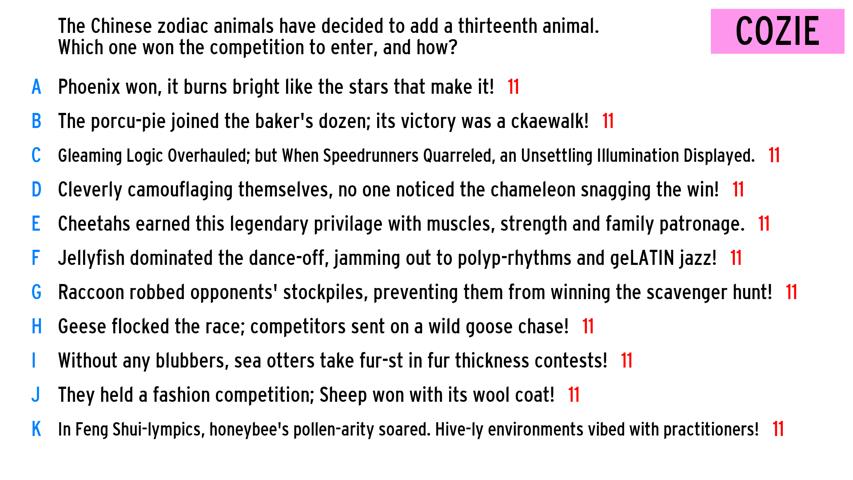 The Chinese zodiac animals have decided to add a thirteenth animal.
Which one won the competition to enter, and how?
COZIE
A Phoenix won, it burns bright like the stars that make it! 11
B The porcu-pie joined the baker's dozen; its victory was a ckaewalk! 11
C Gleaming Logic Overhauled; but When Speedrunners Quarreled, an Unsettling Illumination Displayed. 11
D Cleverly camouflaging themselves, no one noticed the chameleon snagging the win! 11
E Cheetahs earned this legendary privilage with muscles, strength and family patronage. 11
F Jellyfish dominated the dance-off, jamming out to polyp-rhythms and geLATIN jazz! 11
G Raccoon robbed opponents' stockpiles, preventing them from winning the scavenger hunt! 11
H Geese flocked the race; competitors sent on a wild goose chase! 11
I Without any blubbers, sea otters take fur-st in fur thickness contests! 11
J They held a fashion competition; Sheep won with its wool coat! 11
K In Feng Shui-lympics, honeybee's pollen-arity soared. Hive-ly environments vibed with practitioners! 11